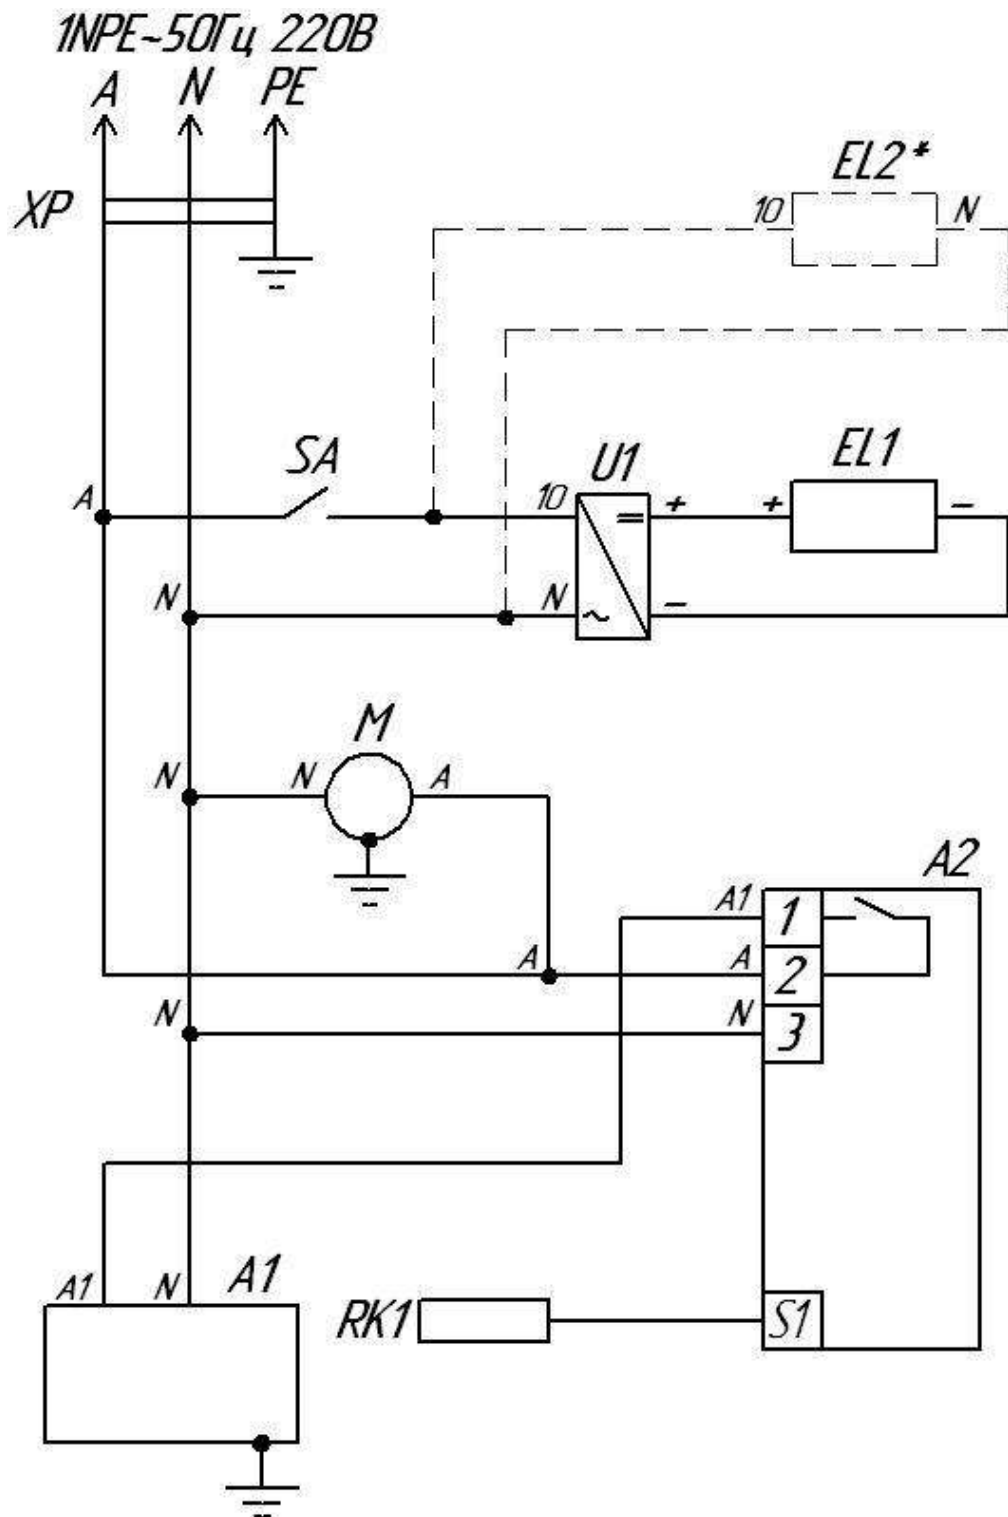 1NPE~50Гц 220В
A N PE
XP
EL2*
10 N
SA U1 EL1
A 10 = + + -
N N ~ -
M
N N A
A2
A1 1
A A 2
N N 3
A1 N A1
RK1 S1